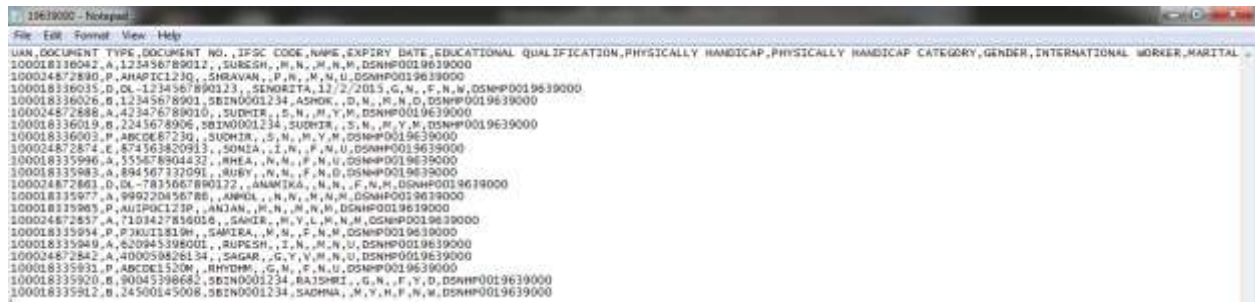 19639000 - Notepad
File Edit Format View Help
UAN,DOCUMENT TYPE,DOCUMENT NO.,IFSC CODE,NAME,EXPIRY DATE,EDUCATIONAL QUALIFICATION,PHYSICALLY HANDICAP,PHYSICALLY HANDICAP CATEGORY,GENDER,INTERNATIONAL WORKER,MARITAL
100018336042,A,123456789012,,SURESH,,M,N,,M,N,M,DSNHP0019639000
100024872890,P,AHAPIC123Q,,SHRAVAN,,P,N,,M,N,U,DSNHP0019639000
100018336035,D,DL-1234567890123,,SENORITA,12/2/2015,G,N,,F,N,W,DSNHP0019639000
100018336026,B,12345678901,SBIN0001234,ASHOK,,D,N,,M,N,D,DSNHP0019639000
100024872888,A,423476789010,,SUDHIR,,S,N,,M,Y,M,DSNHP0019639000
100018336019,B,2245678906,SBIN0001234,SUDHIR,,S,N,,M,Y,M,DSNHP0019639000
100018336003,P,ABCDE8723Q,,SUDHIR,,S,N,,M,Y,M,DSNHP0019639000
100024872874,E,874563820913,,SONIA,,I,N,,F,N,U,DSNHP0019639000
100018335996,A,555678904432,,RHEA,,N,N,,F,N,U,DSNHP0019639000
100018335983,A,894567332091,,RUBY,,N,N,,F,N,U,DSNHP0019639000
100024872861,D,DL-7835667890122,,ANAMIKA,,N,N,,F,N,M,DSNHP0019639000
100018335977,A,999220456786,,ANMOL,,N,N,,M,N,M,DSNHP0019639000
100018335965,P,AUIPOC123P,,ANJAN,,M,N,,M,N,M,DSNHP0019639000
100024872857,A,7103427856016,,SAHIR,,M,Y,L,M,N,M,DSNHP0019639000
100018335954,P,PJKUI1819H,,SAMIRA,,M,N,,F,N,M,DSNHP0019639000
100018335949,A,620945398001,,RUPESH,,I,N,,M,N,U,DSNHP0019639000
100024872842,A,400059826134,,SAGAR,,G,Y,V,M,N,U,DSNHP0019639000
100018335931,P,ABCDE1520M,,RHYDHM,,G,N,,F,N,U,DSNHP0019639000
100018335920,B,90045398682,SBIN0001234,RAJSHRI,,G,N,,F,Y,D,DSNHP0019639000
100018335912,B,24500145008,SBIN0001234,SADHNA,,M,Y,H,F,N,W,DSNHP0019639000